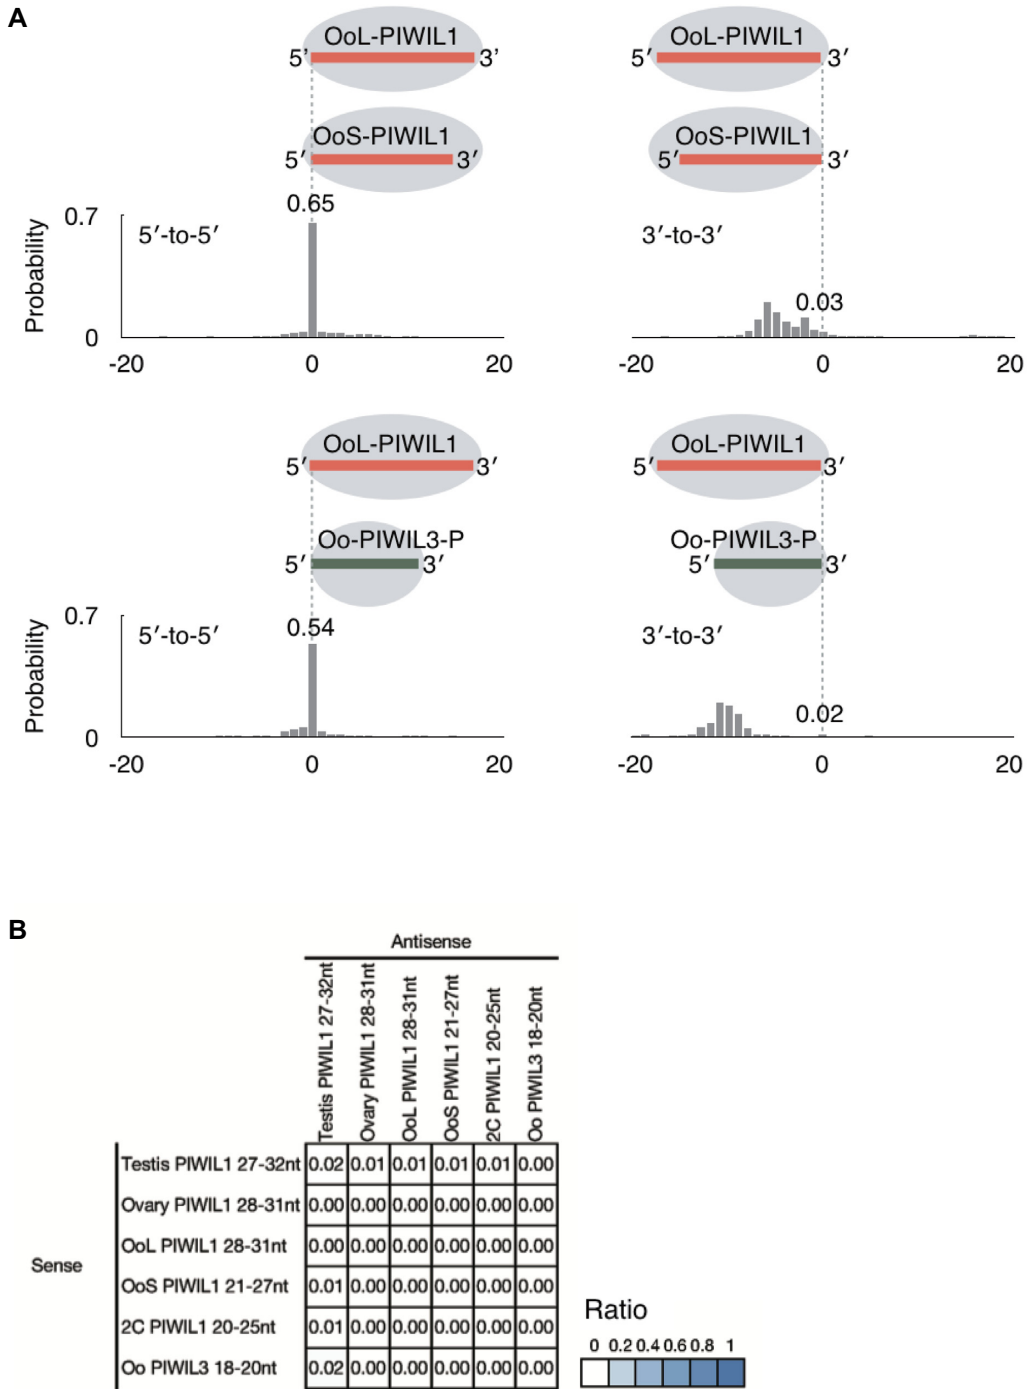 A
OoL-PIWIL1
5' 3'
OoS-PIWIL1
5′ 3′
0.65
0.7
5′-to-5′
Probability
0
-20 0 20
OoL-PIWIL1
5′ 3′
OoS-PIWIL1
5′ 3′
3′-to-3′
0.03
-20 0 20
OoL-PIWIL1
5′ 3′
Oo-PIWIL3-P
5′ 3′
0.7
0.54
5′-to-5′
Probability
0
-20 0 20
OoL-PIWIL1
5′ 3′
Oo-PIWIL3-P
5′ 3′
3′-to-3′
0.02
-20 0 20
B
Antisense
Testis PIWIL1 27-32nt
Ovary PIWIL1 28-31nt
OoL PIWIL1 28-31nt
OoS PIWIL1 21-27nt
2C PIWIL1 20-25nt
Oo PIWIL3 18-20nt
Sense
Testis PIWIL1 27-32nt 0.02 0.01 0.01 0.01 0.01 0.00
Ovary PIWIL1 28-31nt 0.00 0.00 0.00 0.00 0.00 0.00
OoL PIWIL1 28-31nt 0.00 0.00 0.00 0.00 0.00 0.00
OoS PIWIL1 21-27nt 0.01 0.00 0.00 0.00 0.00 0.00
2C PIWIL1 20-25nt 0.01 0.00 0.00 0.00 0.00 0.00
Oo PIWIL3 18-20nt 0.02 0.00 0.00 0.00 0.00 0.00
Ratio
0 0.2 0.4 0.6 0.8 1